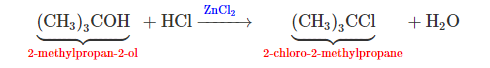 ZnCl₂
(CH₃)₃COH + HCl ⟶ (CH₃)₃CCl + H₂O
2-methylpropan-2-ol 2-chloro-2-methylpropane